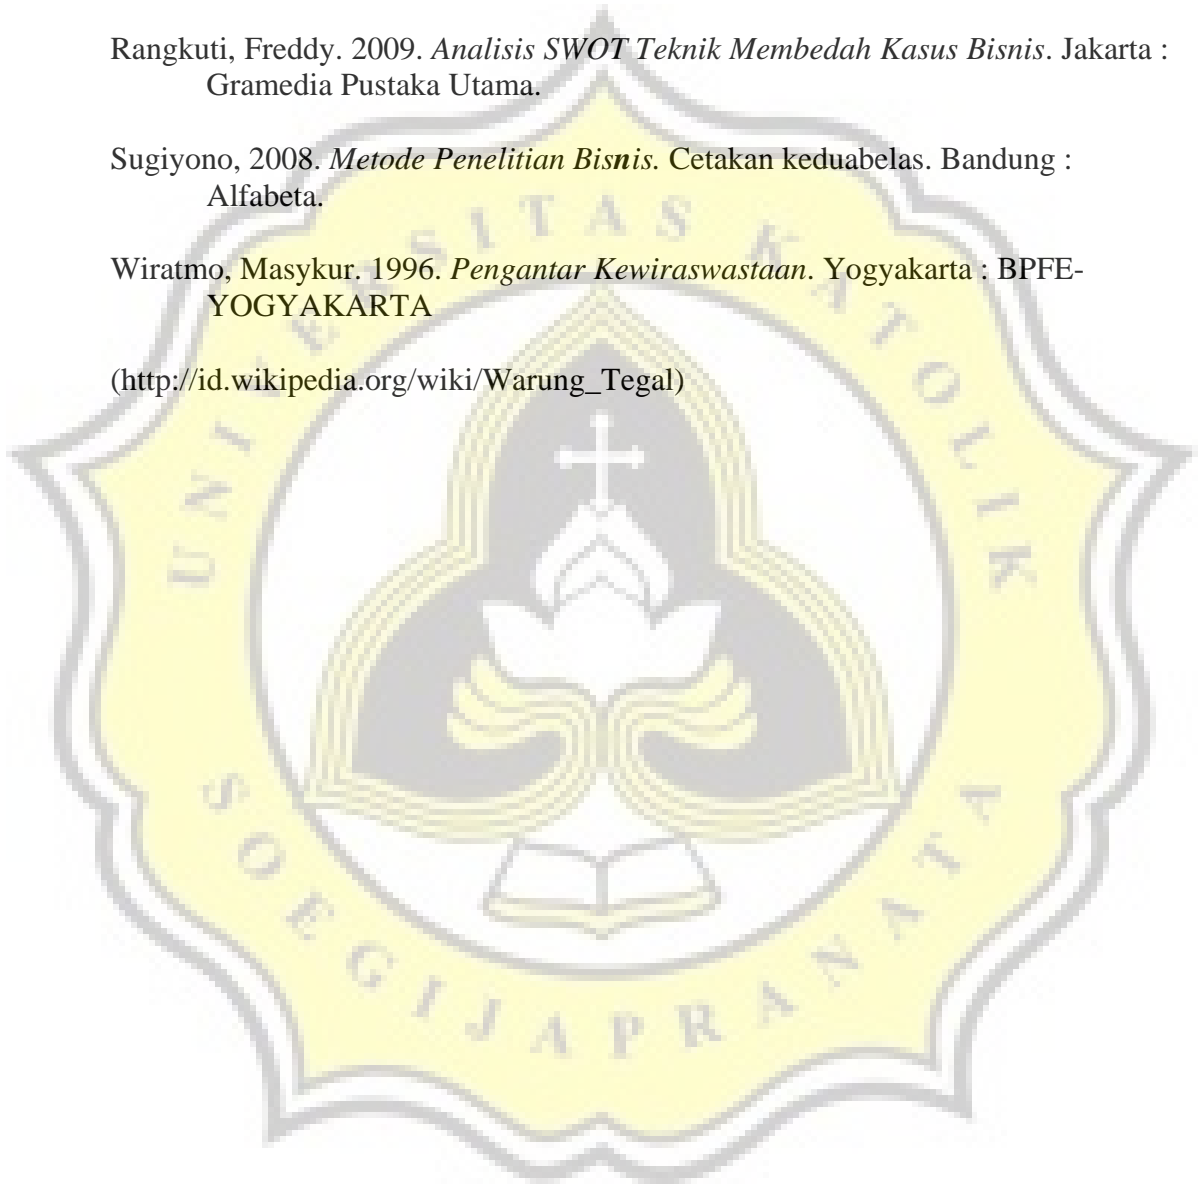 Rangkuti, Freddy. 2009. Analisis SWOT Teknik Membedah Kasus Bisnis. Jakarta :
Gramedia Pustaka Utama.
Sugiyono, 2008. Metode Penelitian Bisnis. Cetakan keduabelas. Bandung :
Alfabeta.
Wiratmo, Masykur. 1996. Pengantar Kewiraswastaan. Yogyakarta : BPFE-
YOGYAKARTA
(http://id.wikipedia.org/wiki/Warung_Tegal)
UNIVERSITAS KATOLIK
SOEGIJAPRANATA